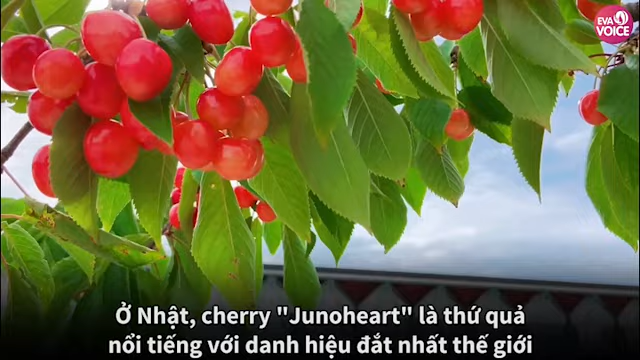 EVA
VOICE
Ở Nhật, cherry "Junoheart" là thứ quả
nổi tiếng với danh hiệu đắt nhất thế giới